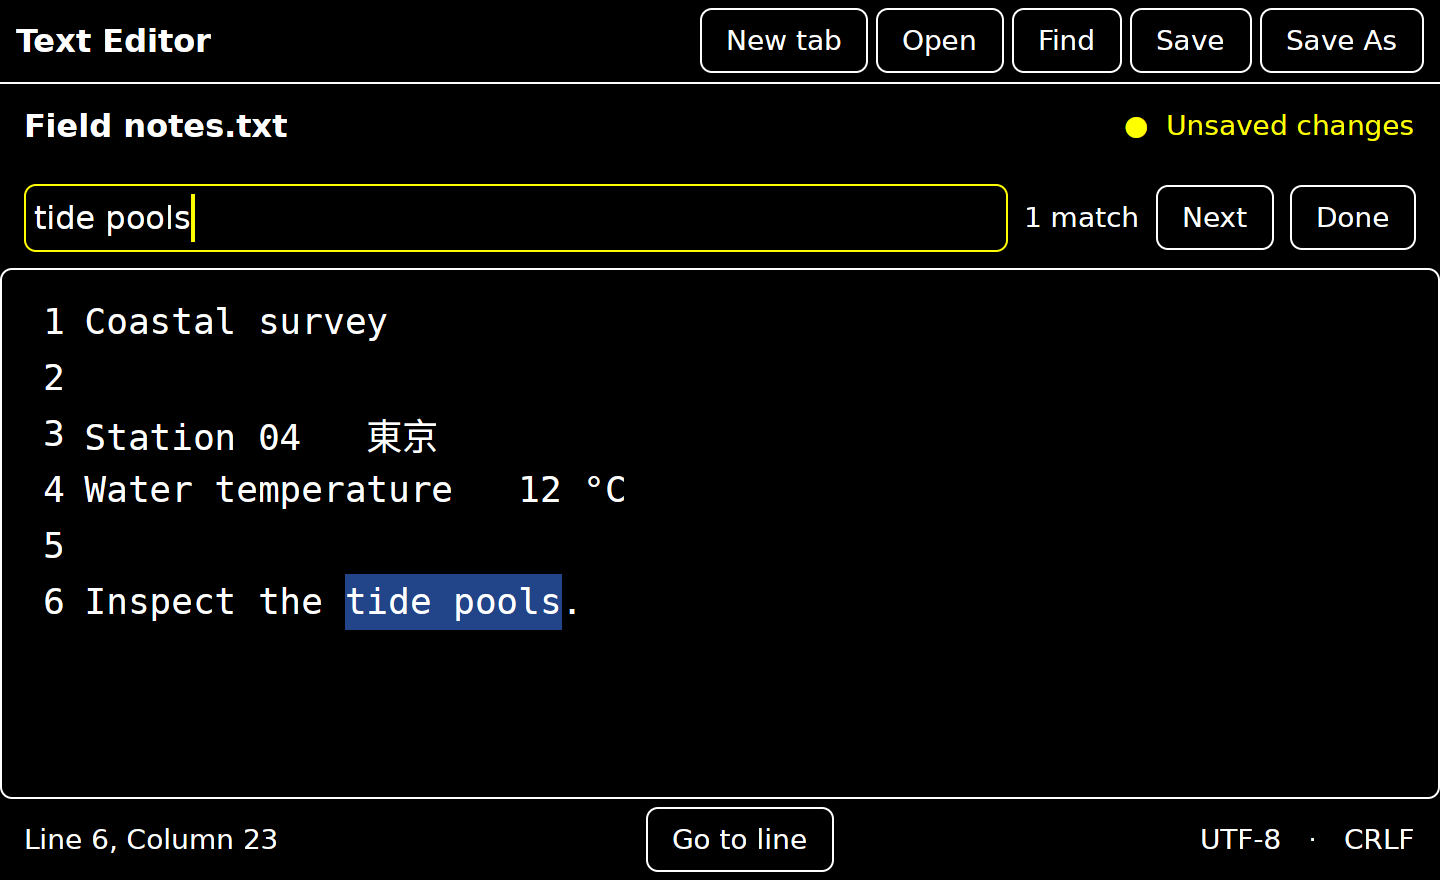 Text Editor New tab Open Find Save Save As
Field notes.txt Unsaved changes
tide pools 1 match Next Done
1 Coastal survey
2
3 Station 04   東京
4 Water temperature   12 °C
5
6 Inspect the tide pools.
Line 6, Column 23 Go to line UTF-8 · CRLF